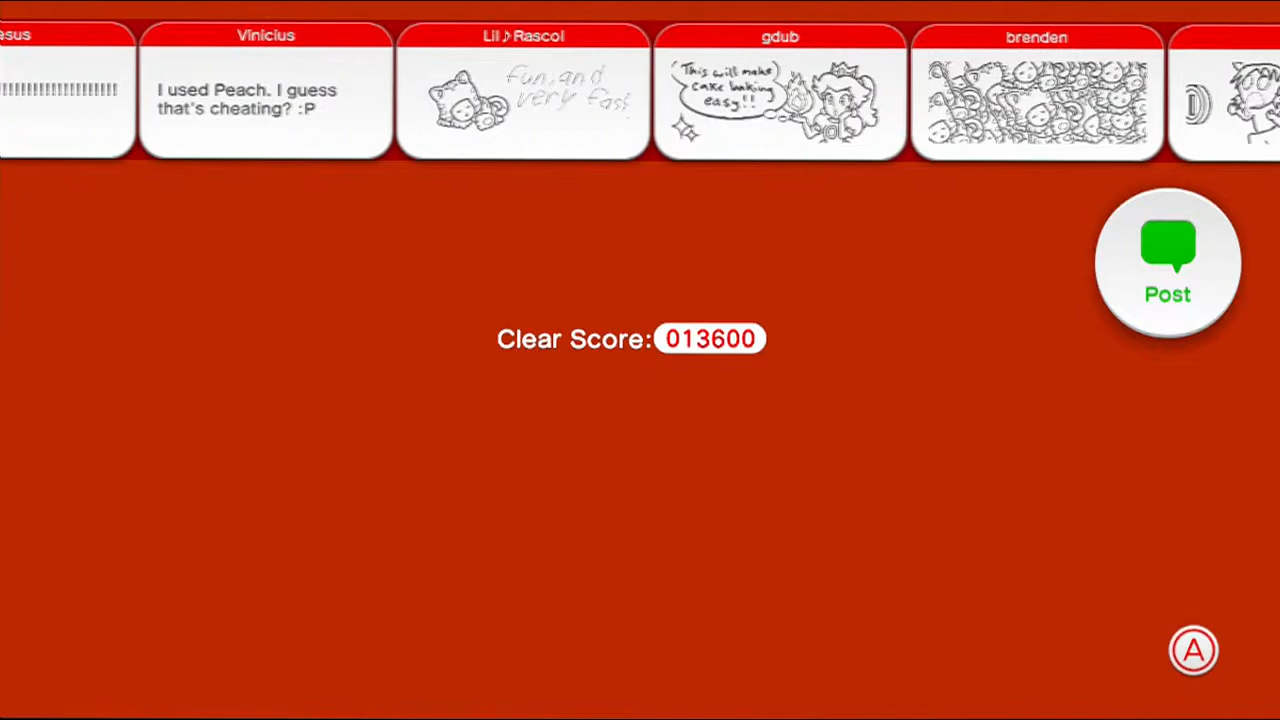 esus
Vinicius
Lil♪Rascol
gdub
brenden
!!!!!!!!!!!!!!!!!!!!!!!!
I used Peach. I guess
that's cheating? :P
Fun, and
very fast
This will make
cake baking
easy!!
Post
Clear Score: 013600
A